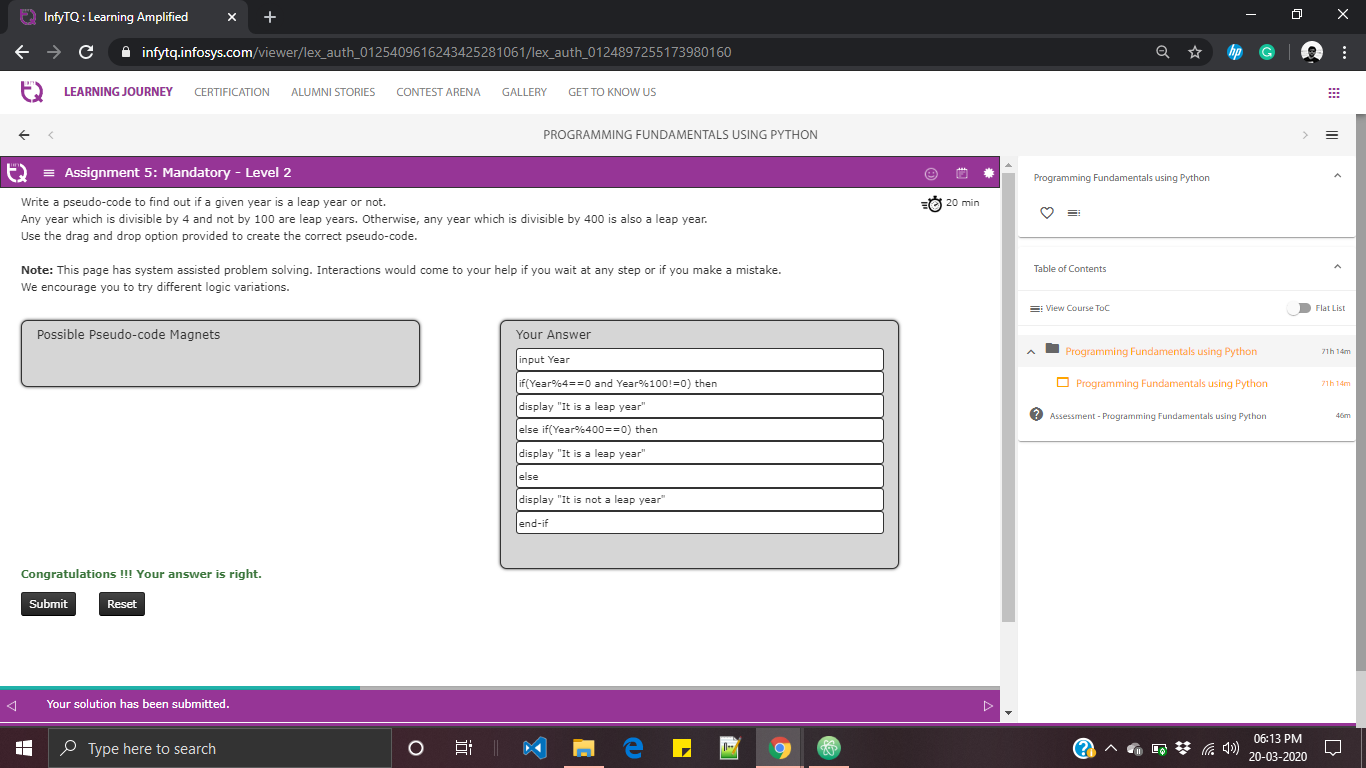 InfyTQ : Learning Amplified
infytq.infosys.com/viewer/lex_auth_0125409616243425281061/lex_auth_0124897255173980160
LEARNING JOURNEY CERTIFICATION ALUMNI STORIES CONTEST ARENA GALLERY GET TO KNOW US
PROGRAMMING FUNDAMENTALS USING PYTHON
Assignment 5: Mandatory - Level 2
Write a pseudo-code to find out if a given year is a leap year or not.
20 min
Any year which is divisible by 4 and not by 100 are leap years. Otherwise, any year which is divisible by 400 is also a leap year.
Use the drag and drop option provided to create the correct pseudo-code.
Note: This page has system assisted problem solving. Interactions would come to your help if you wait at any step or if you make a mistake.
We encourage you to try different logic variations.
Possible Pseudo-code Magnets
Your Answer
input Year
if(Year%4==0 and Year%100!=0) then
display "It is a leap year"
else if(Year%400==0) then
display "It is a leap year"
else
display "It is not a leap year"
end-if
Congratulations !!! Your answer is right.
Submit Reset
Your solution has been submitted.
Programming Fundamentals using Python
Table of Contents
View Course ToC Flat List
Programming Fundamentals using Python 71h 14m
Programming Fundamentals using Python 71h 14m
Assessment - Programming Fundamentals using Python 46m
Type here to search
06:13 PM
20-03-2020